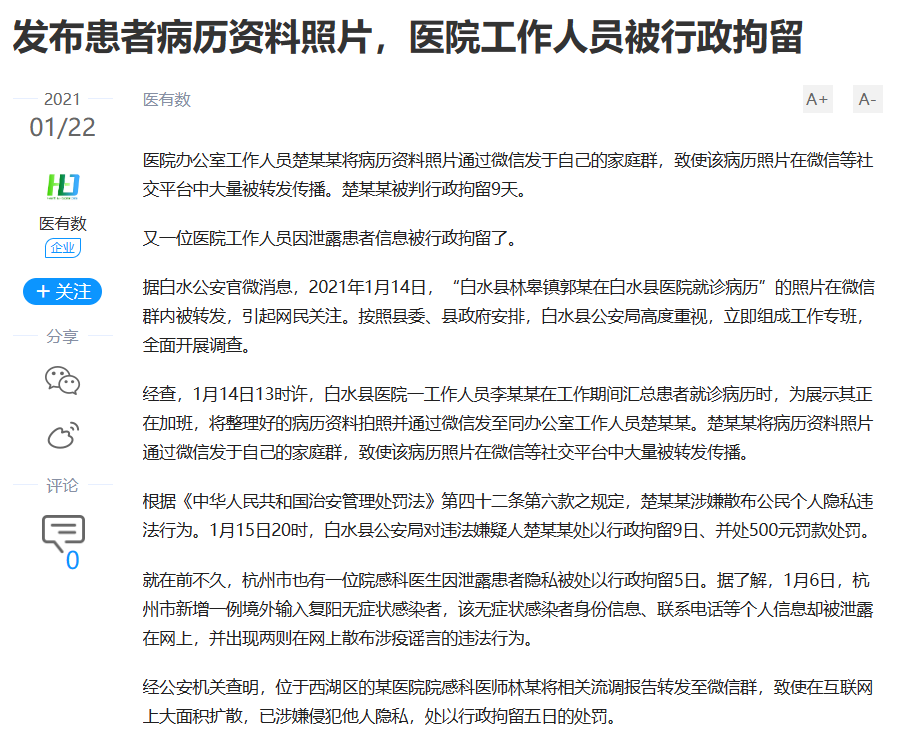 发布患者病历资料照片，医院工作人员被行政拘留
2021
01/22
医有数
企业
+ 关注
分享
评论
0
医有数
A+
A-
医院办公室工作人员楚某某将病历资料照片通过微信发于自己的家庭群，致使该病历照片在微信等社
交平台中大量被转发传播。楚某某被判行政拘留9天。
又一位医院工作人员因泄露患者信息被行政拘留了。
据白水公安官微消息，2021年1月14日，“白水县林皋镇郭某在白水县医院就诊病历”的照片在微信
群内被转发，引起网民关注。按照县委、县政府安排，白水县公安局高度重视，立即组成工作专班，
全面开展调查。
经查，1月14日13时许，白水县医院一工作人员李某某在工作期间汇总患者就诊病历时，为展示其正
在加班，将整理好的病历资料拍照并通过微信发至同办公室工作人员楚某某。楚某某将病历资料照片
通过微信发于自己的家庭群，致使该病历照片在微信等社交平台中大量被转发传播。
根据《中华人民共和国治安管理处罚法》第四十二条第六款之规定，楚某某涉嫌散布公民个人隐私违
法行为。1月15日20时，白水县公安局对违法嫌疑人楚某某处以行政拘留9日、并处500元罚款处罚。
就在前不久，杭州市也有一位院感科医生因泄露患者隐私被处以行政拘留5日。据了解，1月6日，杭
州市新增一例境外输入复阳无症状感染者，该无症状感染者身份信息、联系电话等个人信息却被泄露
在网上，并出现两则在网上散布涉疫谣言的违法行为。
经公安机关查明，位于西湖区的某医院院感科医师林某将相关流调报告转发至微信群，致使在互联网
上大面积扩散，已涉嫌侵犯他人隐私，处以行政拘留五日的处罚。